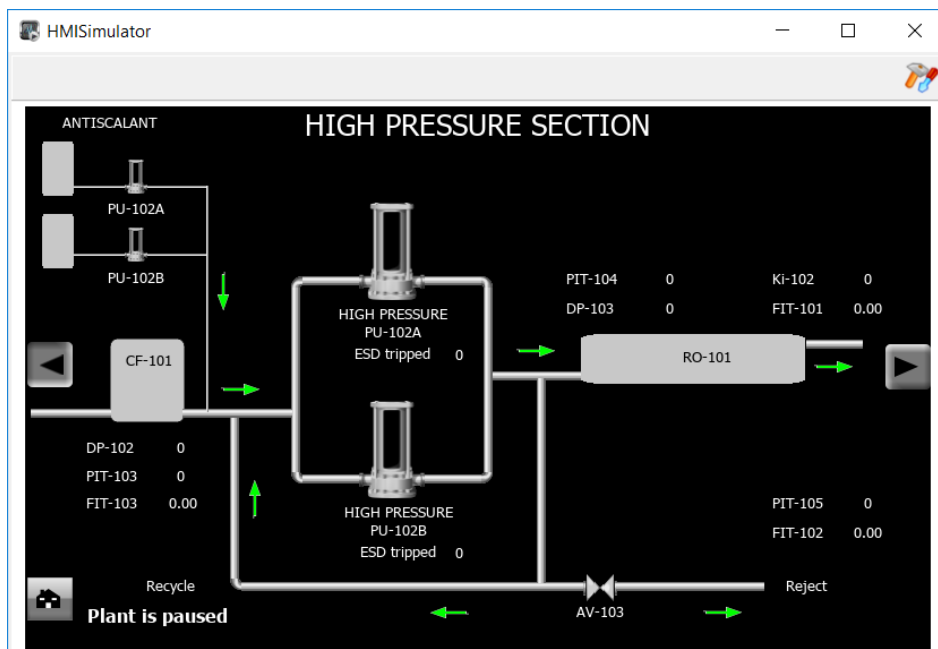 HMISimulator
ANTISCALANT
HIGH PRESSURE SECTION
PU-102A
PU-102B
HIGH PRESSURE
PU-102A
ESD tripped 0
PIT-104 0
Ki-102 0
DP-103 0
FIT-101 0.00
CF-101
RO-101
DP-102 0
PIT-103 0
FIT-103 0.00
HIGH PRESSURE
PU-102B
ESD tripped 0
PIT-105 0
FIT-102 0.00
Recycle
Reject
AV-103
Plant is paused